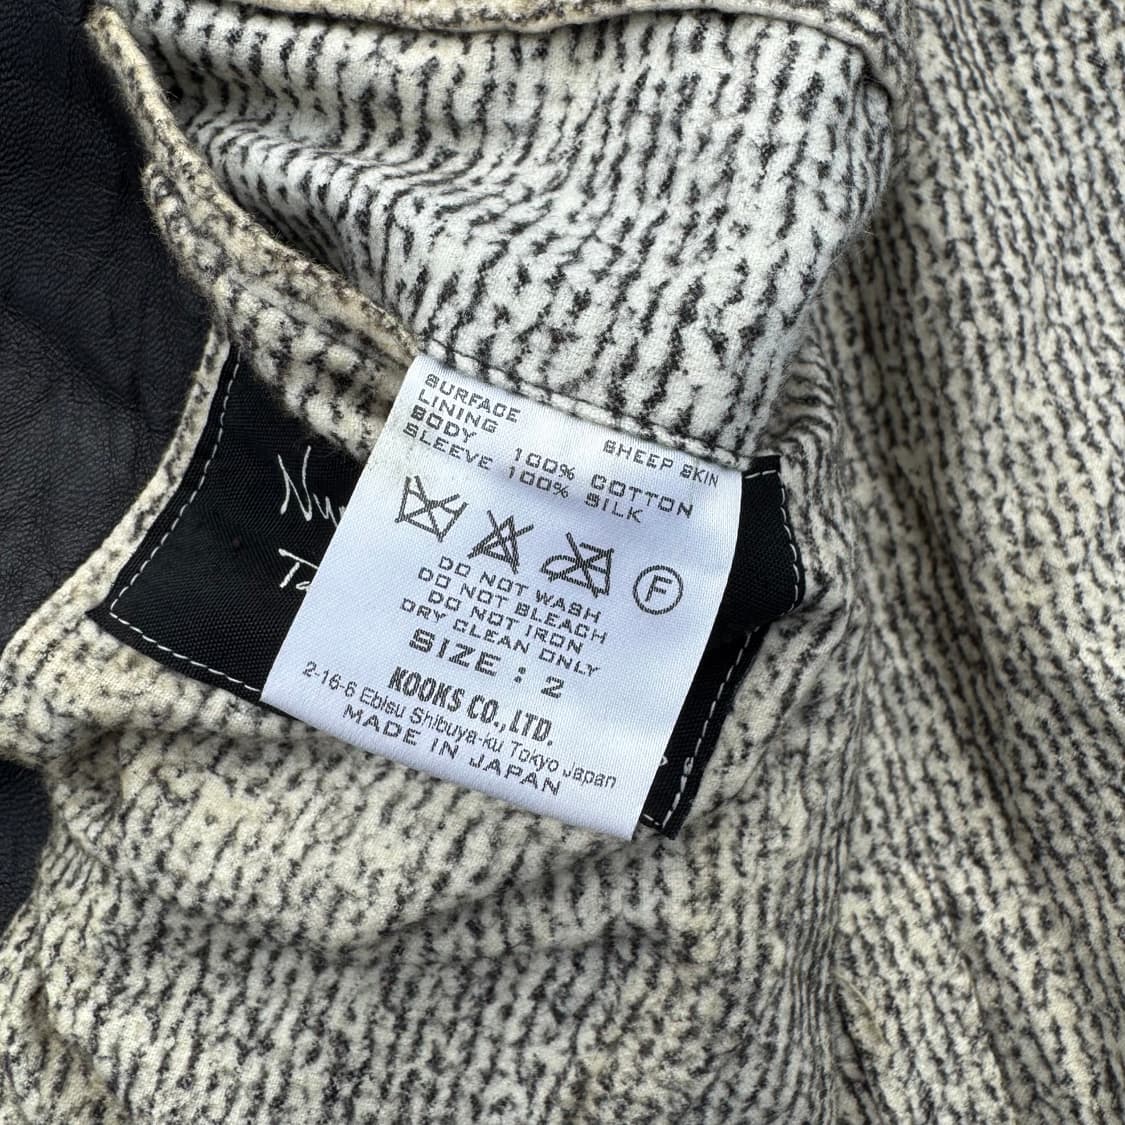 SURFACE SHEEP SKIN
LINING
BODY 100% COTTON
SLEEVE 100% SILK
F
DO NOT WASH
DO NOT BLEACH
DO NOT IRON
DRY CLEAN ONLY
SIZE : 2
KOOKS CO.,LTD.
2-16-6 Ebisu Shibuya-ku Tokyo Japan
MADE IN JAPAN